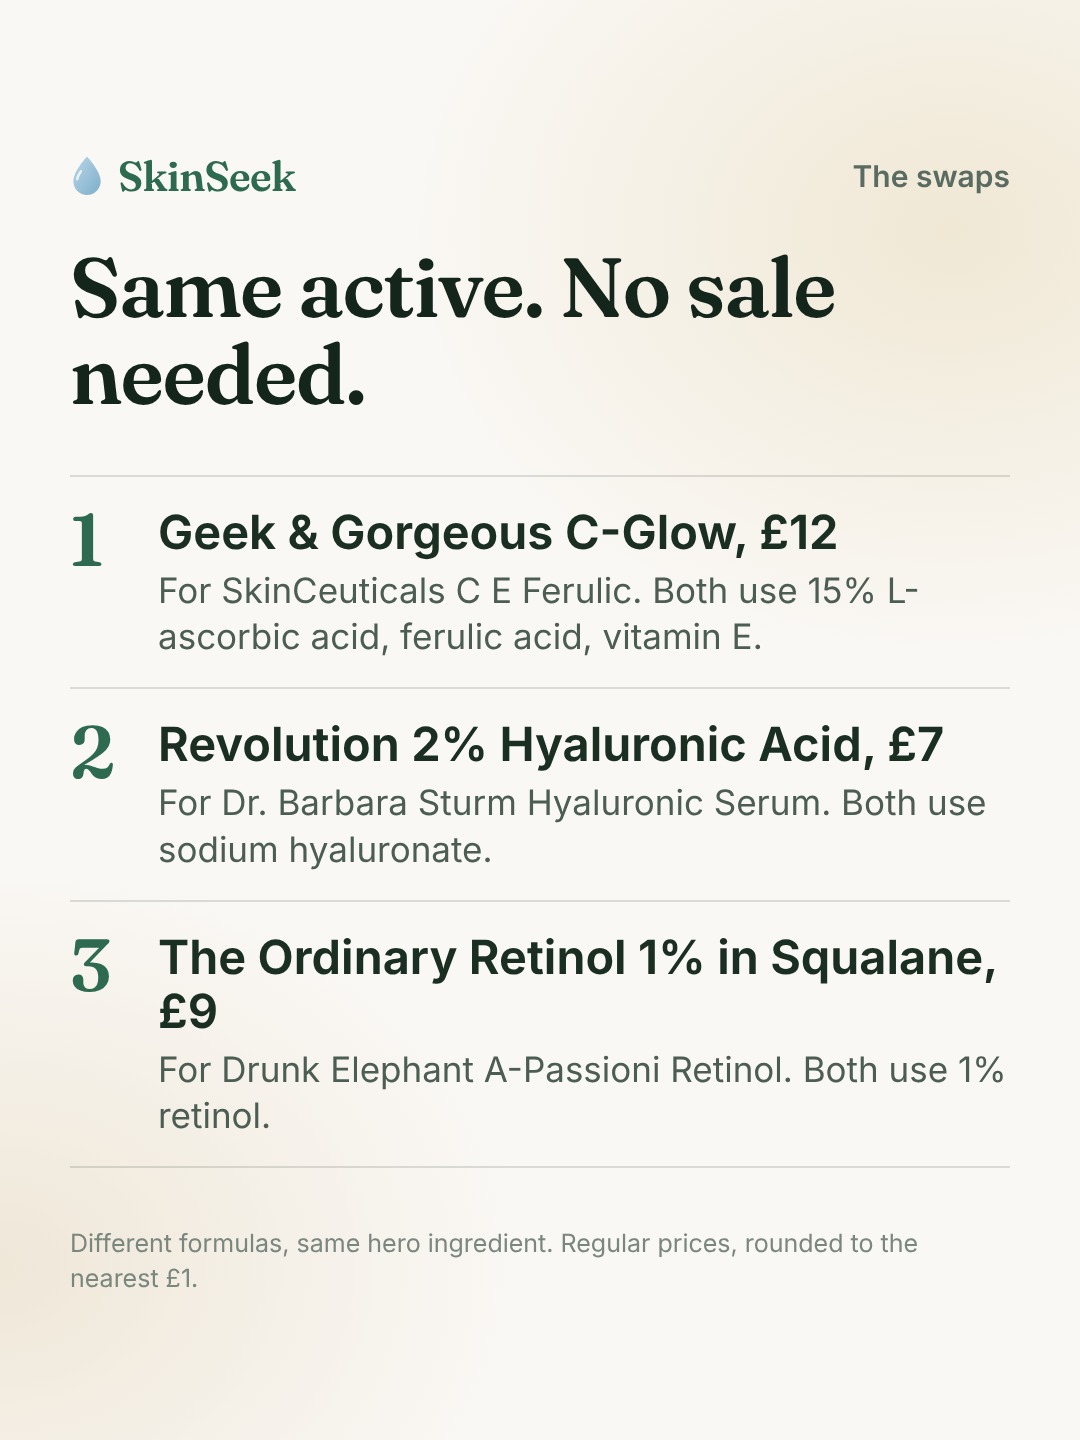 SkinSeek
The swaps
Same active. No sale
needed.
1
Geek & Gorgeous C-Glow, £12
For SkinCeuticals C E Ferulic. Both use 15% L-
ascorbic acid, ferulic acid, vitamin E.
2
Revolution 2% Hyaluronic Acid, £7
For Dr. Barbara Sturm Hyaluronic Serum. Both use
sodium hyaluronate.
3
The Ordinary Retinol 1% in Squalane,
£9
For Drunk Elephant A-Passioni Retinol. Both use 1%
retinol.
Different formulas, same hero ingredient. Regular prices, rounded to the
nearest £1.